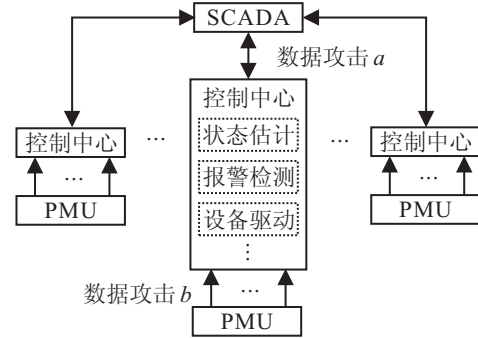 SCADA
数据攻击 a
控制中心
状态估计
报警检测
设备驱动
⋮
控制中心
…
PMU
…
…
控制中心
…
PMU
数据攻击 b
…
PMU